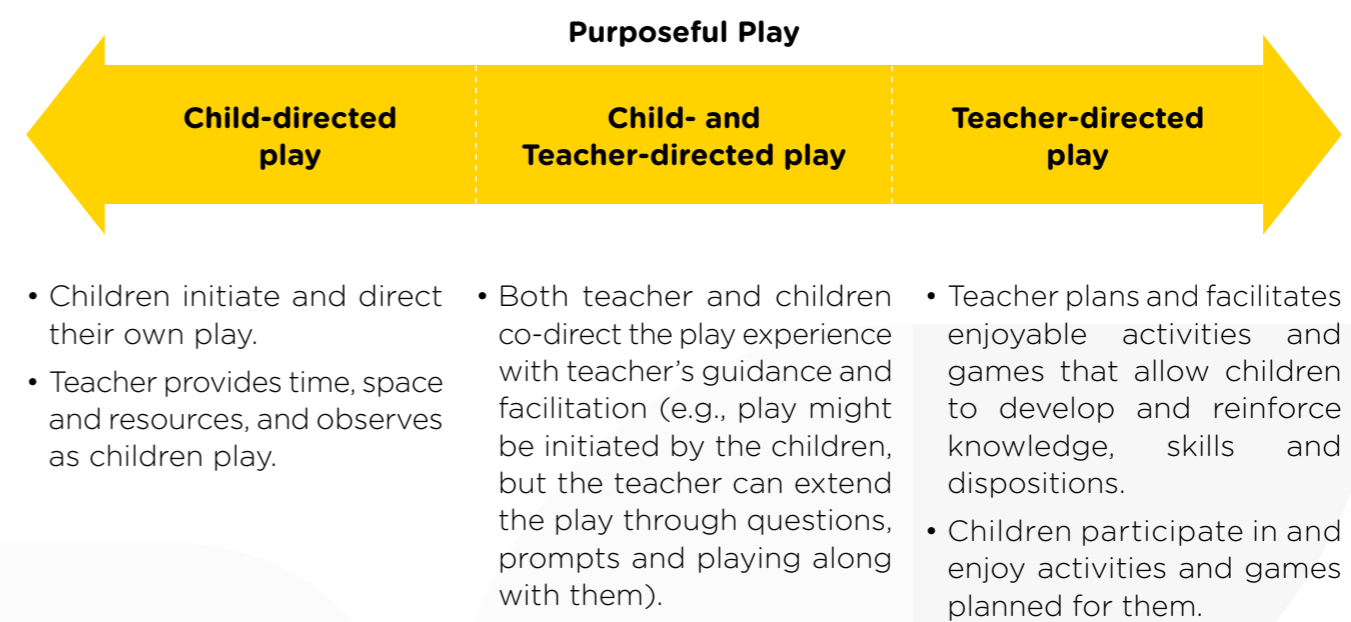 Purposeful Play
Child-directed
play
Child- and
Teacher-directed play
Teacher-directed
play
• Children initiate and direct
their own play.
• Teacher provides time, space
and resources, and observes
as children play.
• Both teacher and children
co-direct the play experience
with teacher’s guidance and
facilitation (e.g., play might
be initiated by the children,
but the teacher can extend
the play through questions,
prompts and playing along
with them).
• Teacher plans and facilitates
enjoyable activities and
games that allow children
to develop and reinforce
knowledge, skills and
dispositions.
• Children participate in and
enjoy activities and games
planned for them.